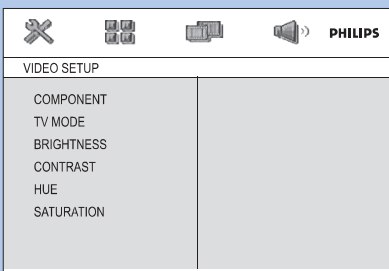 PHILIPS
VIDEO SETUP
COMPONENT
TV MODE
BRIGHTNESS
CONTRAST
HUE
SATURATION